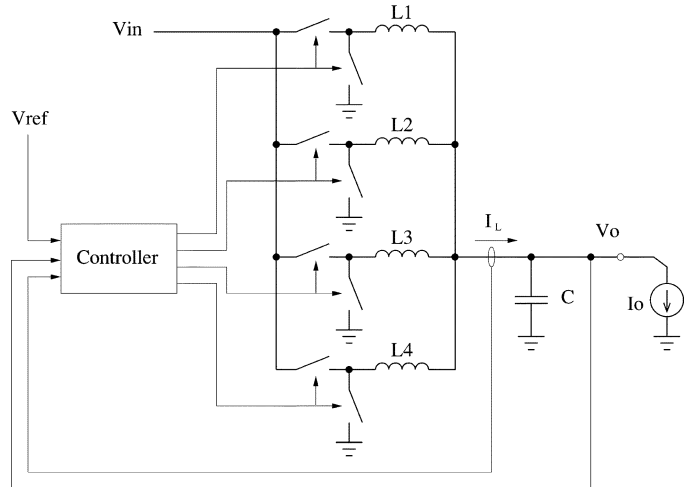 L1
Vin
Vref
L2
Controller
L3
I_L
Vo
C
Io
L4